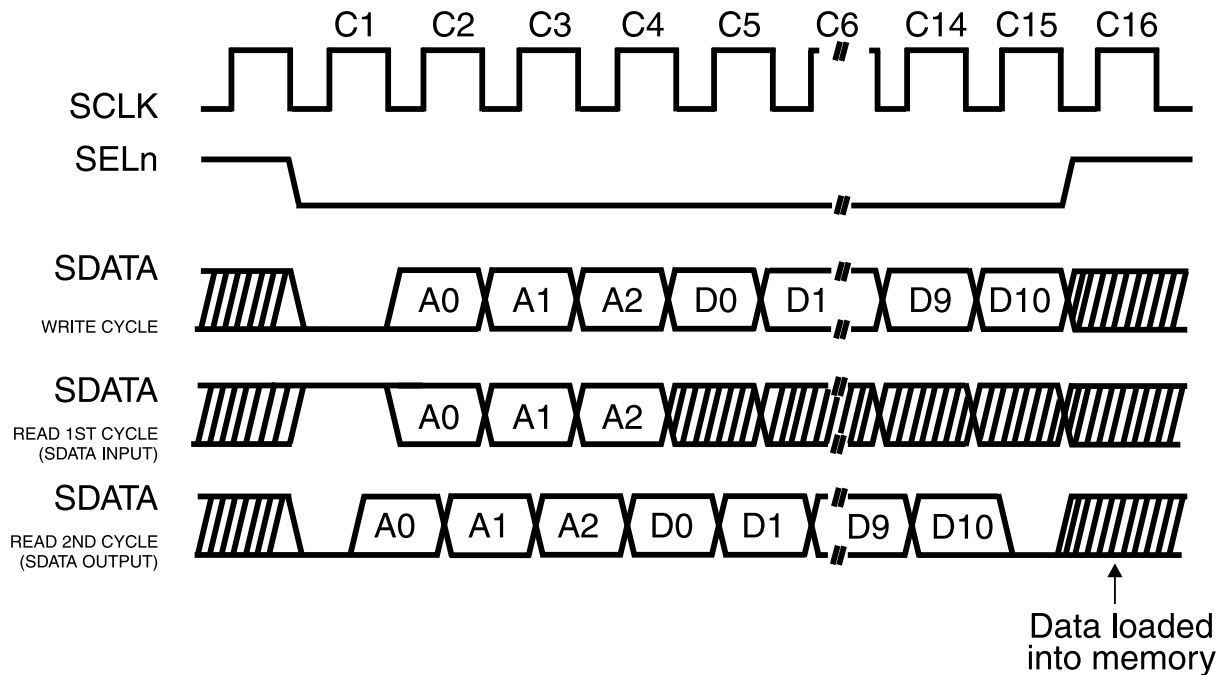 C1 C2 C3 C4 C5 C6 C14 C15 C16
SCLK
SELn
SDATA
WRITE CYCLE
A0 A1 A2 D0 D1 D9 D10
SDATA
READ 1ST CYCLE
(SDATA INPUT)
A0 A1 A2
SDATA
READ 2ND CYCLE
(SDATA OUTPUT)
A0 A1 A2 D0 D1 D9 D10
Data loaded
into memory